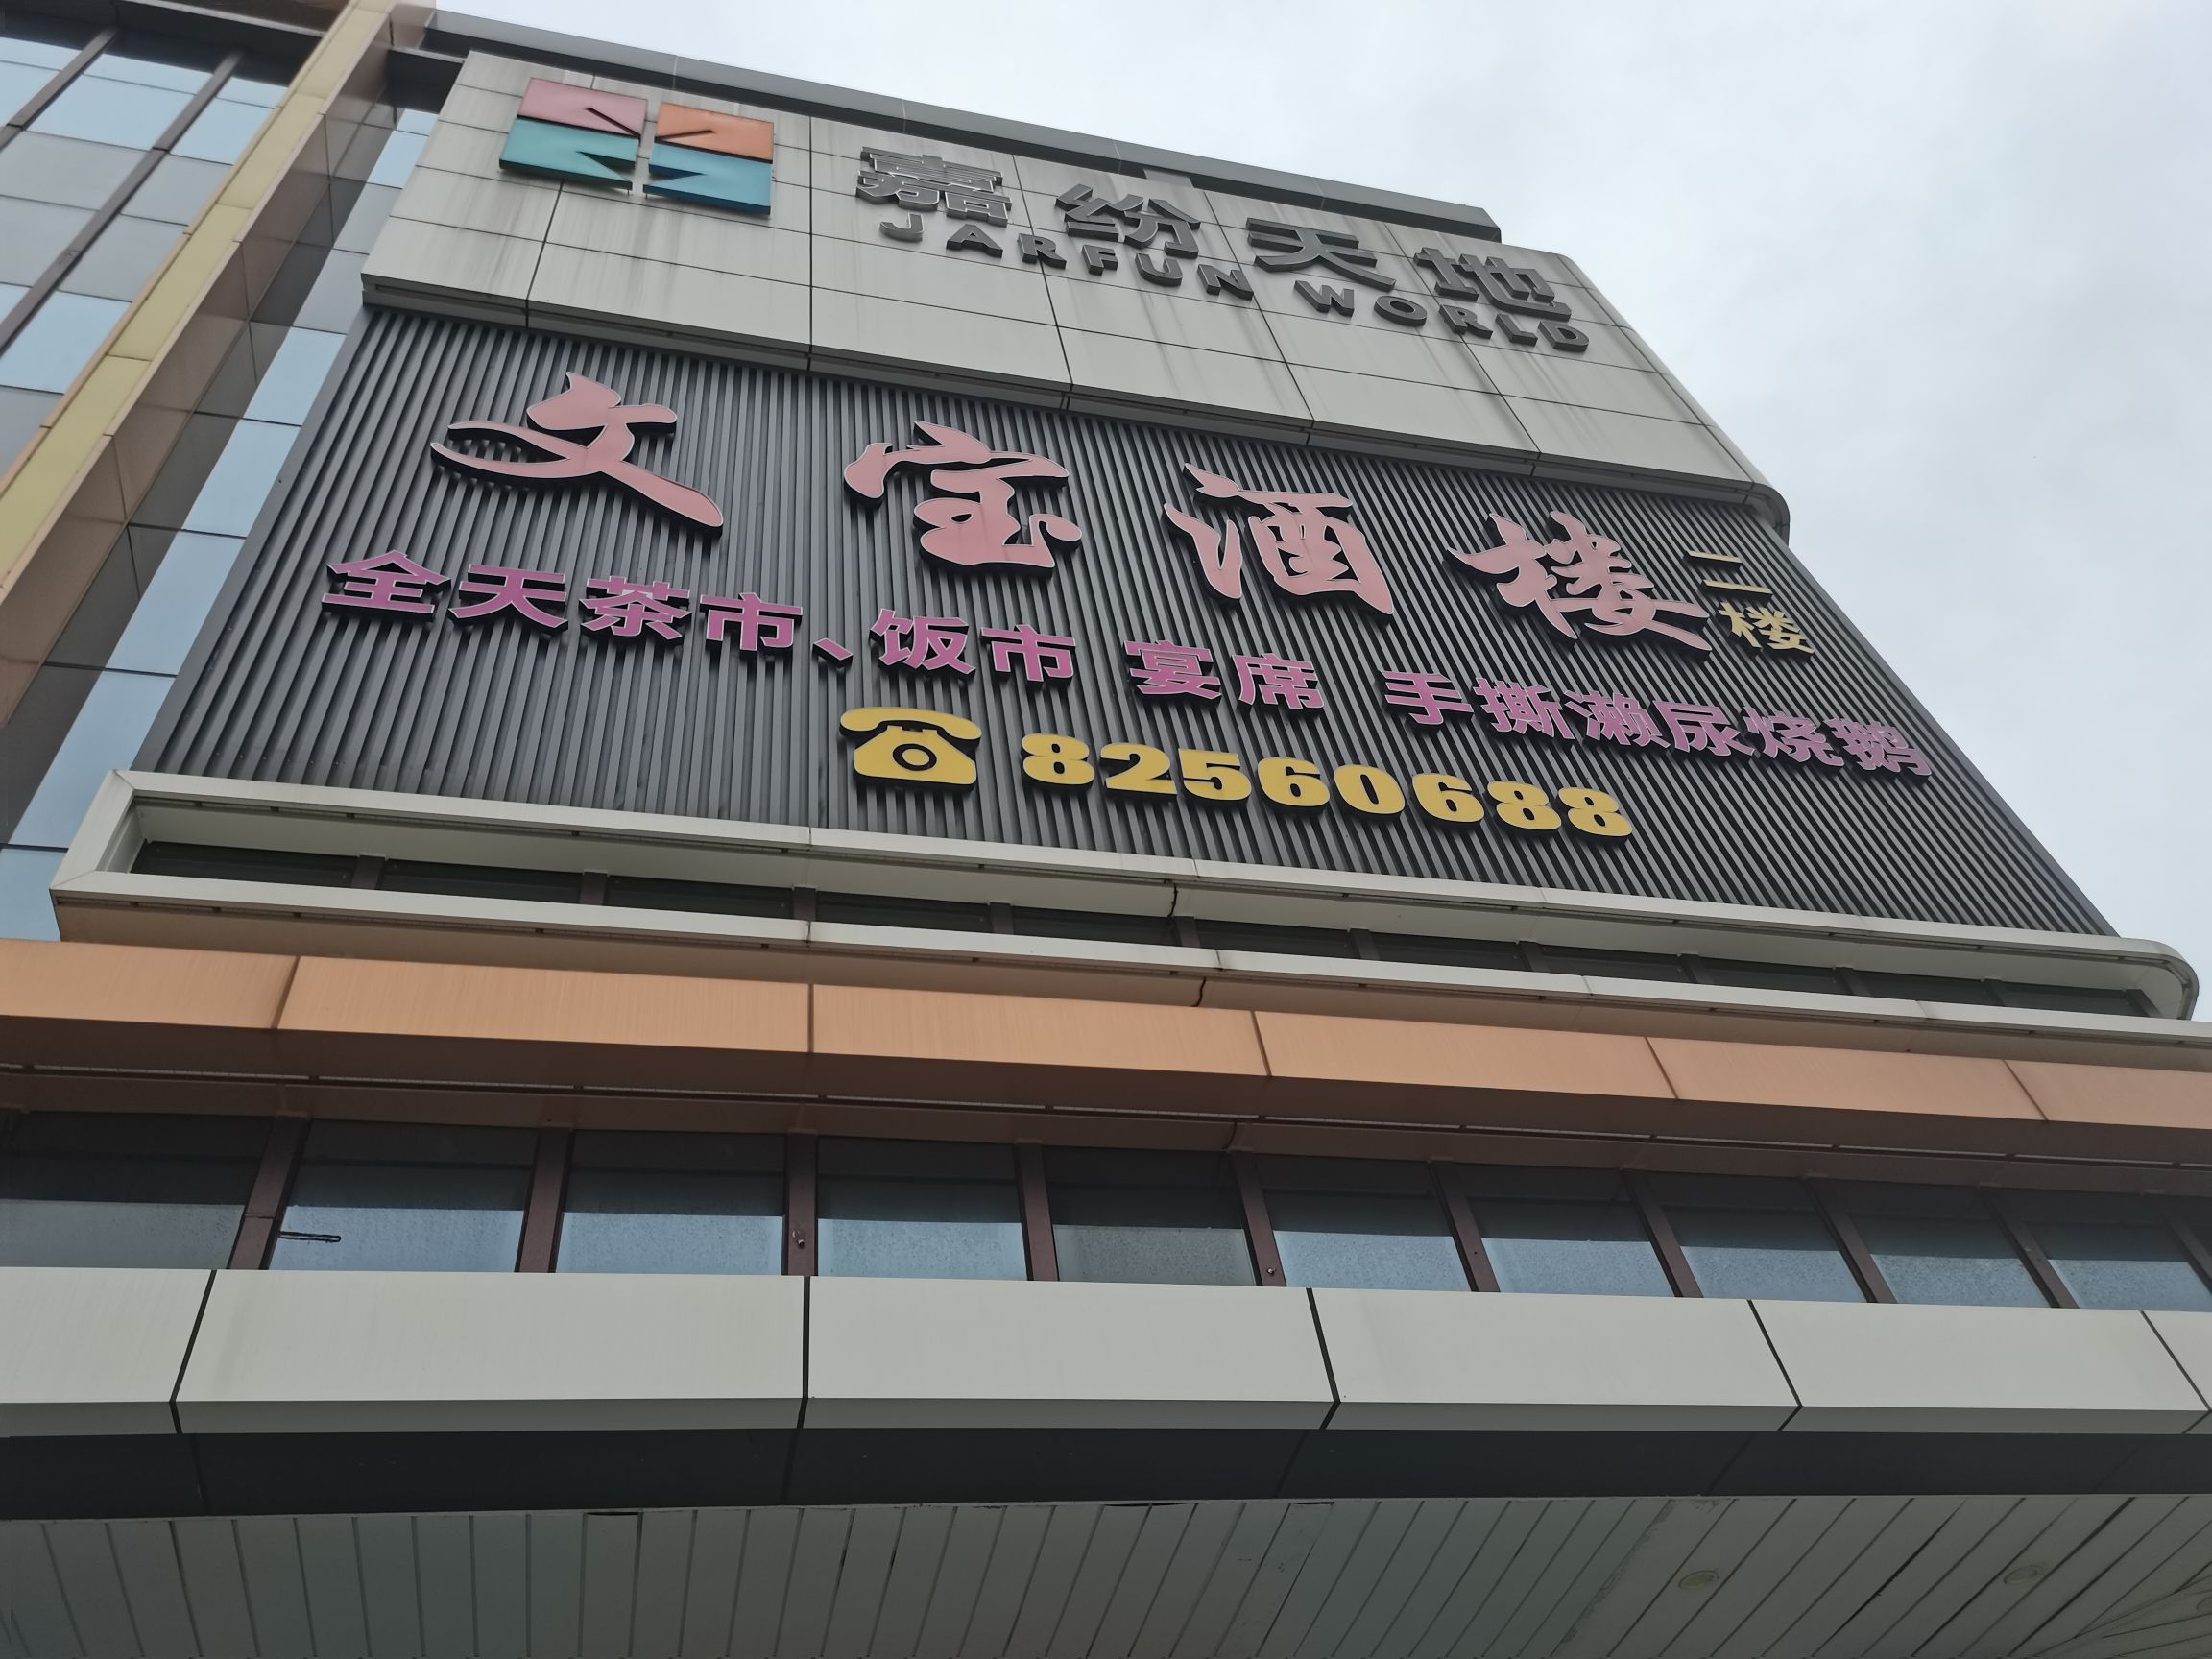 嘉纷天地
JARFUN WORLD
文宝酒楼 二楼
全天茶市、饭市 宴席 手撕濑尿烧鹅
82560688